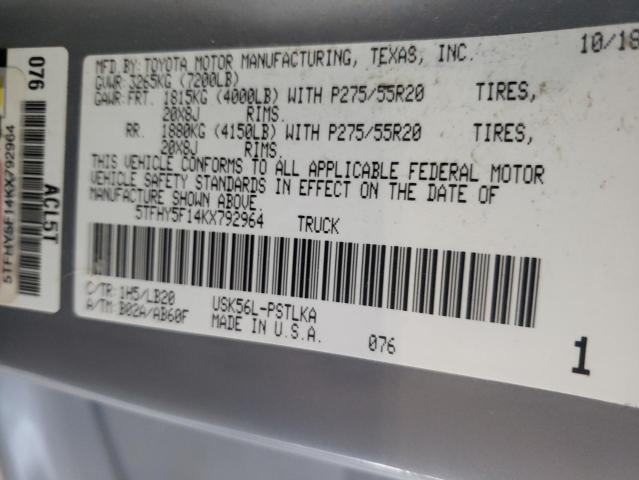 MFD. BY: TOYOTA MOTOR MANUFACTURING, TEXAS, INC. 10/18
GVWR: 3265KG (7200LB)
GAWR: FRT. 1815KG (4000LB) WITH P275/55R20 TIRES,
20X8J RIMS.
RR. 1880KG (4150LB) WITH P275/55R20 TIRES,
20X8J RIMS.
THIS VEHICLE CONFORMS TO ALL APPLICABLE FEDERAL MOTOR
VEHICLE SAFETY STANDARDS IN EFFECT ON THE DATE OF
MANUFACTURE SHOWN ABOVE.
5TFHY5F14KX792964 TRUCK
C/TR: 1H5/LB20 USK56L-PSTLKA
A/TM: B02A/AB60F MADE IN U.S.A. 076
1
076
ACL5T
5TFHY5F14KX792964